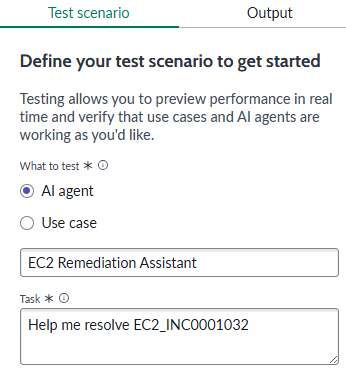 Test scenario
Output
Define your test scenario to get started
Testing allows you to preview performance in real
time and verify that use cases and AI agents are
working as you'd like.
What to test *
AI agent
Use case
EC2 Remediation Assistant
Task *
Help me resolve EC2_INC0001032